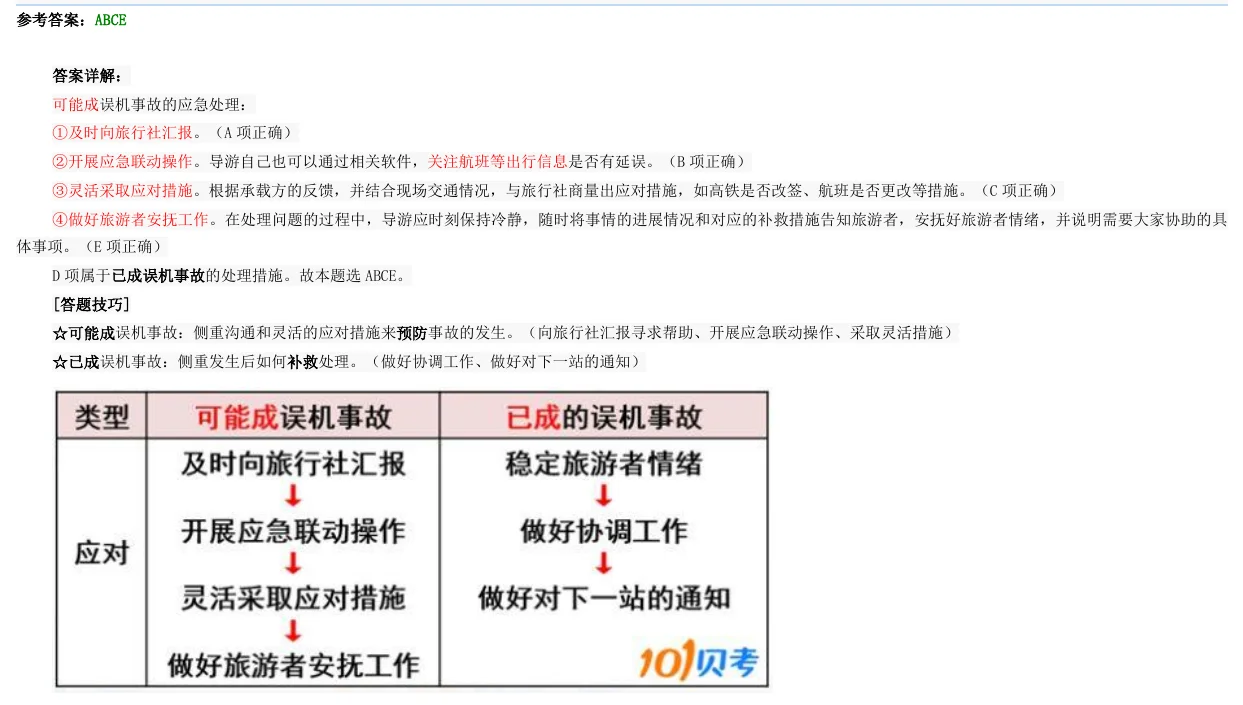 参考答案：ABCE
答案详解：
可能成误机事故的应急处理：
①及时向旅行社汇报。（A 项正确）
②开展应急联动操作。导游自己也可以通过相关软件，关注航班等出行信息是否有延误。（B 项正确）
③灵活采取应对措施。根据承载方的反馈，并结合现场交通情况，与旅行社商量出应对措施，如高铁是否改签、航班是否更改等措施。（C 项正确）
④做好旅游者安抚工作。在处理问题的过程中，导游应时刻保持冷静，随时将事情的进展情况和对应的补救措施告知旅游者，安抚好旅游者情绪，并说明需要大家协助的具
体事项。（E 项正确）
D 项属于已成误机事故的处理措施。故本题选 ABCE。
[答题技巧]
☆可能成误机事故：侧重沟通和灵活的应对措施来预防事故的发生。（向旅行社汇报寻求帮助、开展应急联动操作、采取灵活措施）
☆已成误机事故：侧重发生后如何补救处理。（做好协调工作、做好对下一站的通知）
类型 可能成误机事故 已成的误机事故
及时向旅行社汇报 稳定旅游者情绪
↓ ↓
开展应急联动操作 做好协调工作
应对
↓ ↓
灵活采取应对措施 做好对下一站的通知
↓
做好旅游者安抚工作
101贝考